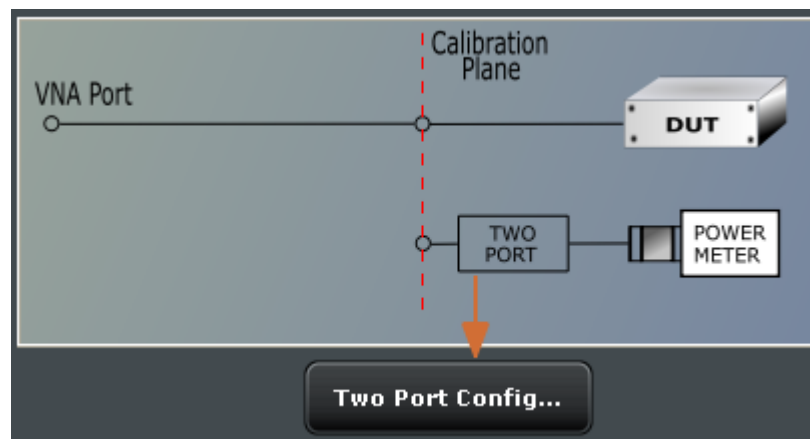 Calibration
Plane
VNA Port
DUT
TWO
PORT
POWER
METER
Two Port Config...